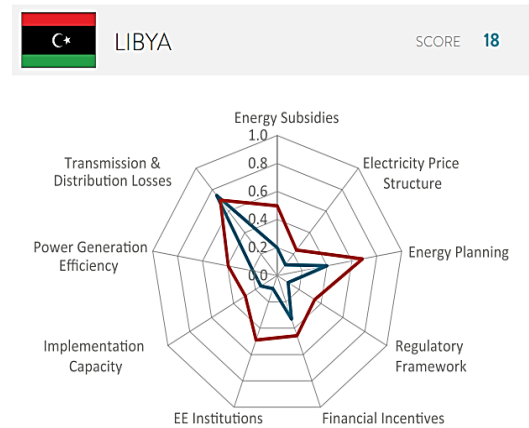 LIBYA
SCORE 18
Energy Subsidies
1.0
0.8
0.6
0.4
0.2
0.0
Electricity Price
Structure
Energy Planning
Regulatory
Framework
Financial Incentives
EE Institutions
Implementation
Capacity
Power Generation
Efficiency
Transmission &
Distribution Losses